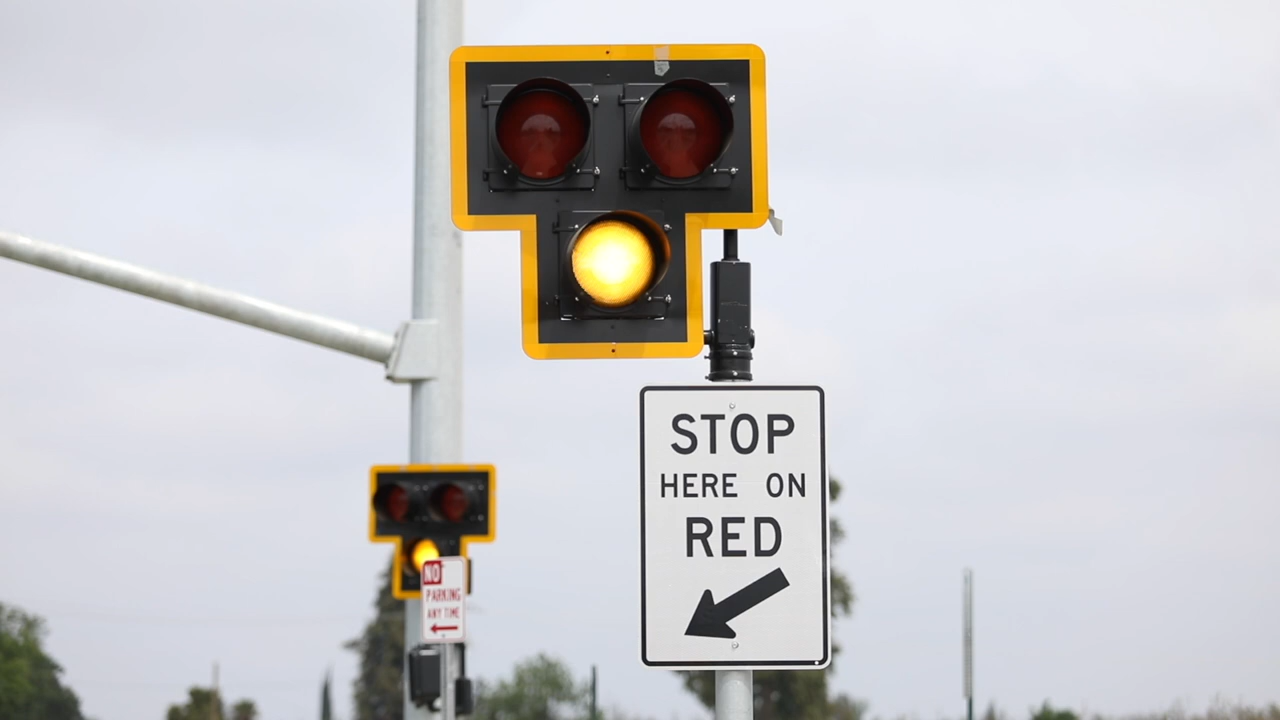 STOP
HERE ON
RED
NO
PARKING
ANY TIME